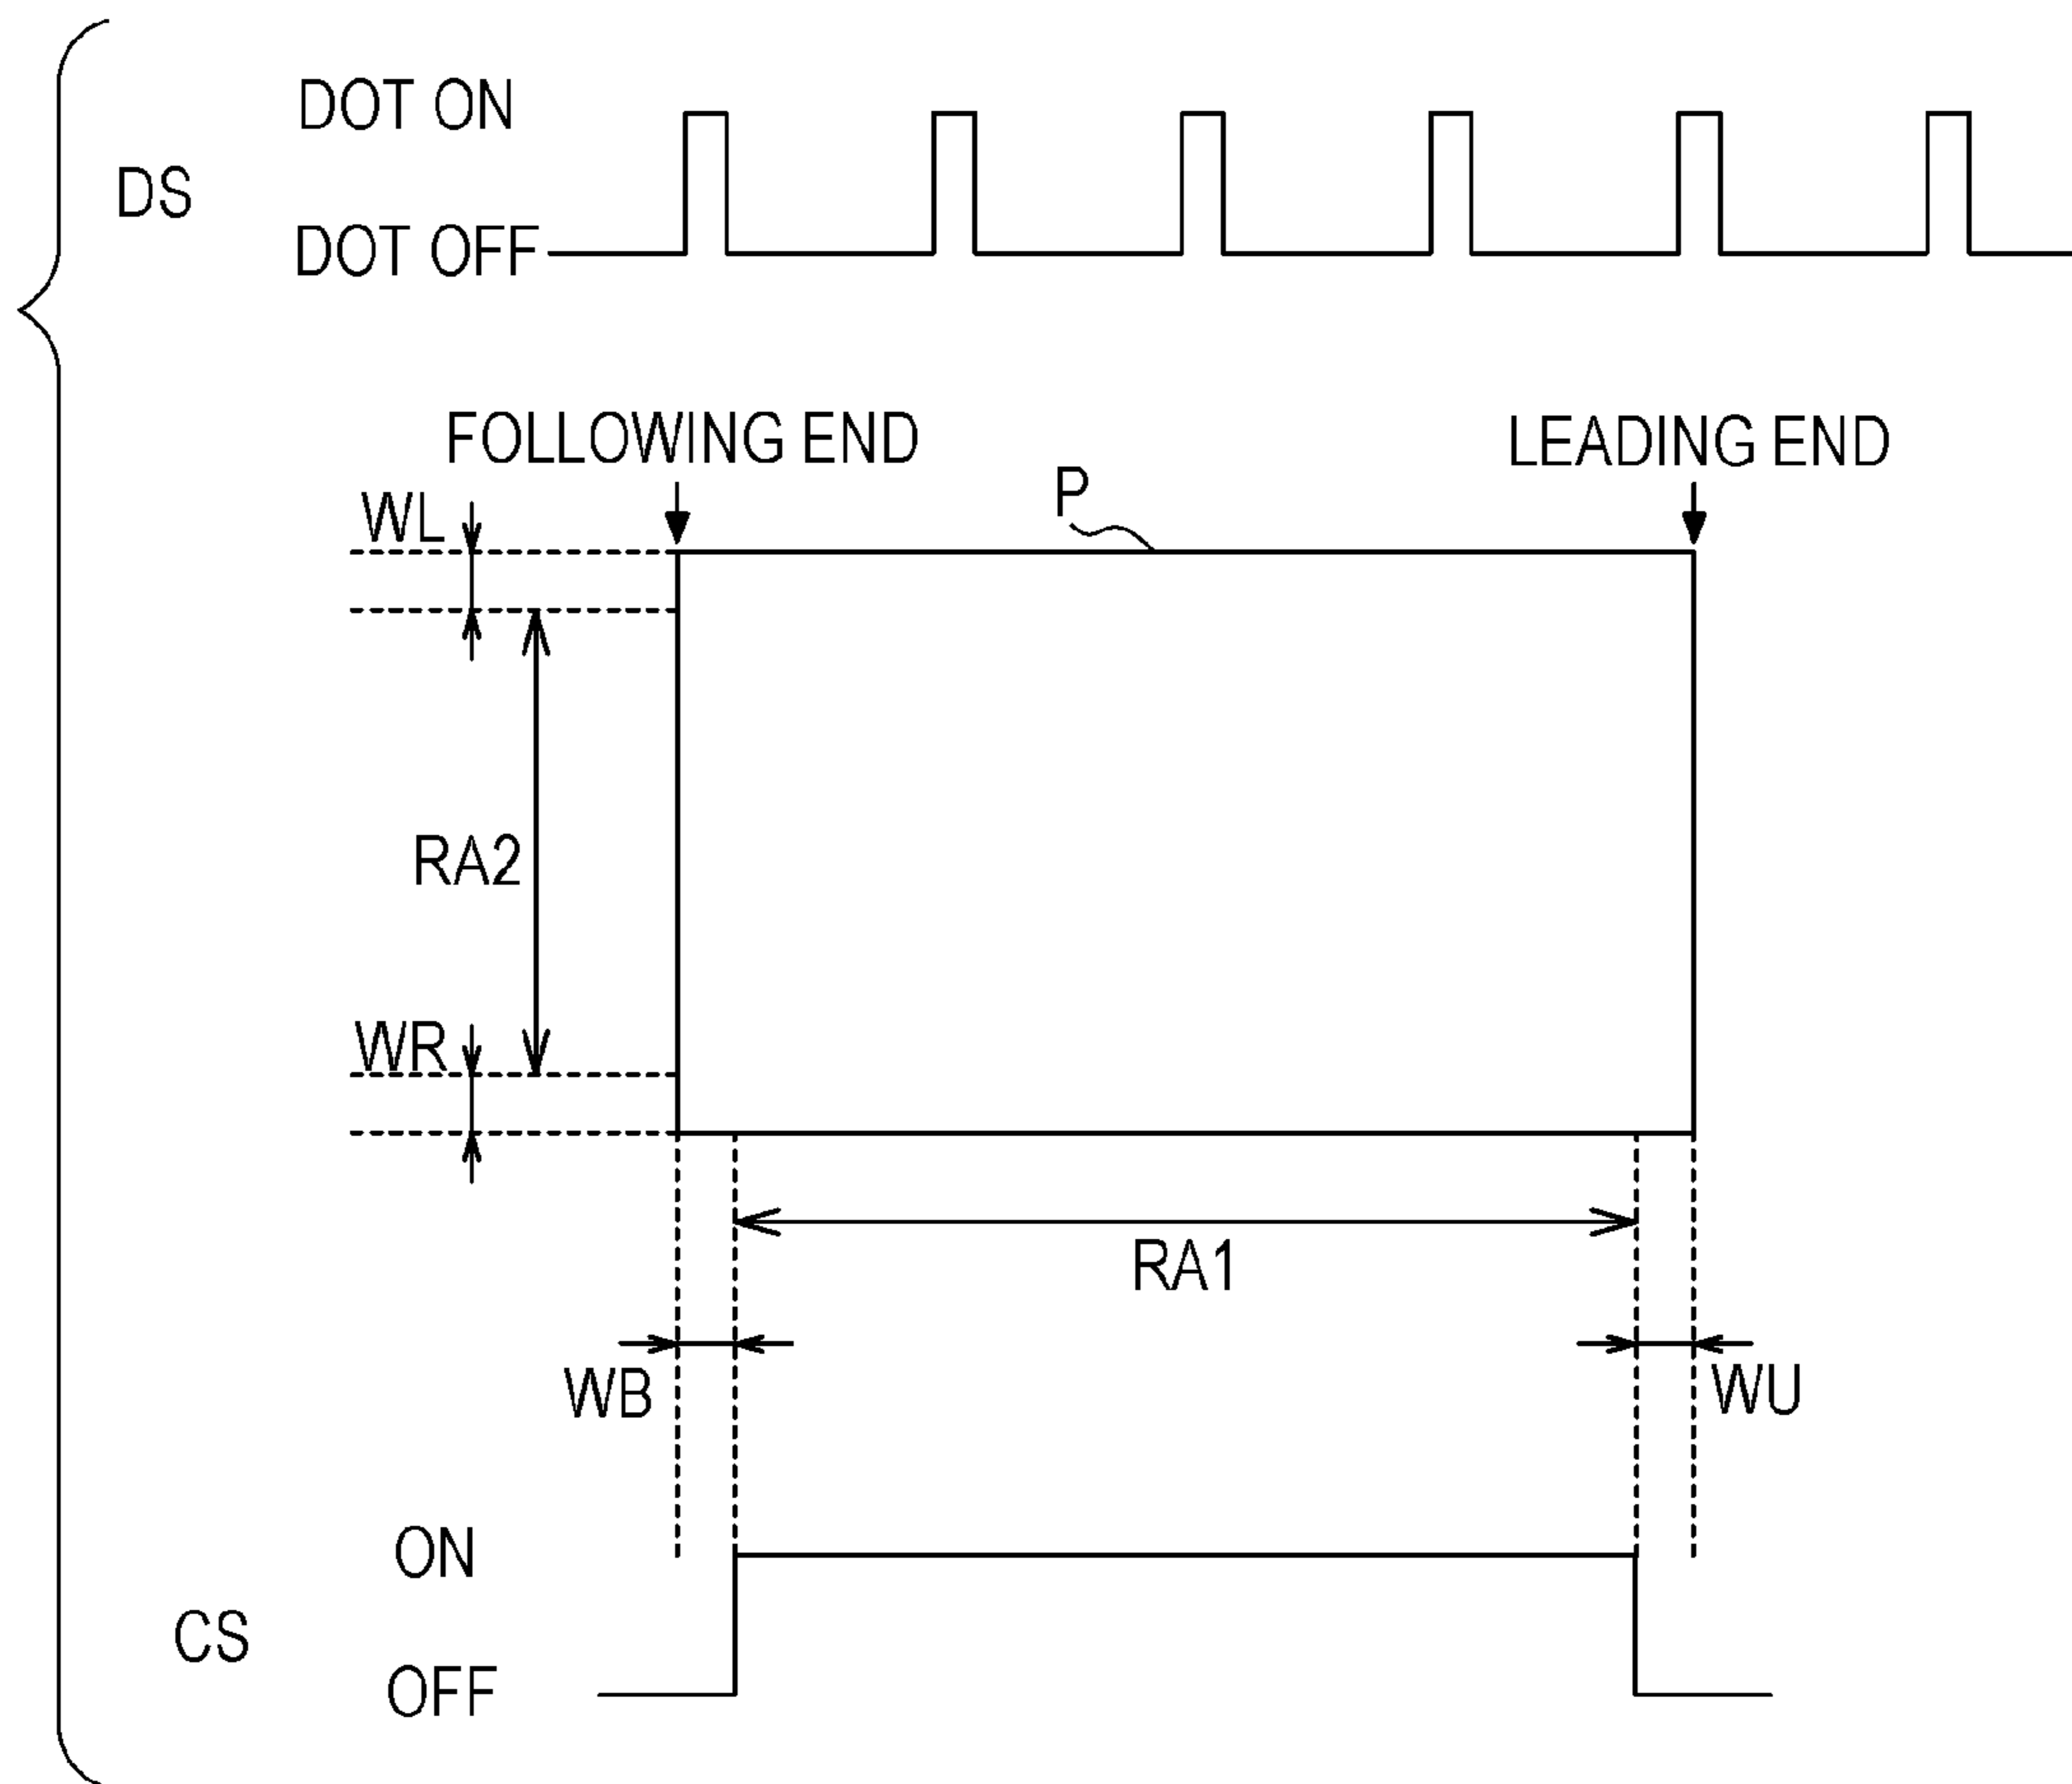 DOT ON
DS
DOT OFF
FOLLOWING END
LEADING END
P
WL
RA2
WR
RA1
WB
WU
ON
CS
OFF